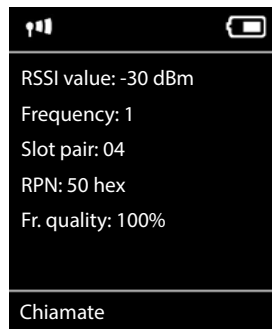 RSSI value: -30 dBm
Frequency: 1
Slot pair: 04
RPN: 50 hex
Fr. quality: 100%
Chiamate